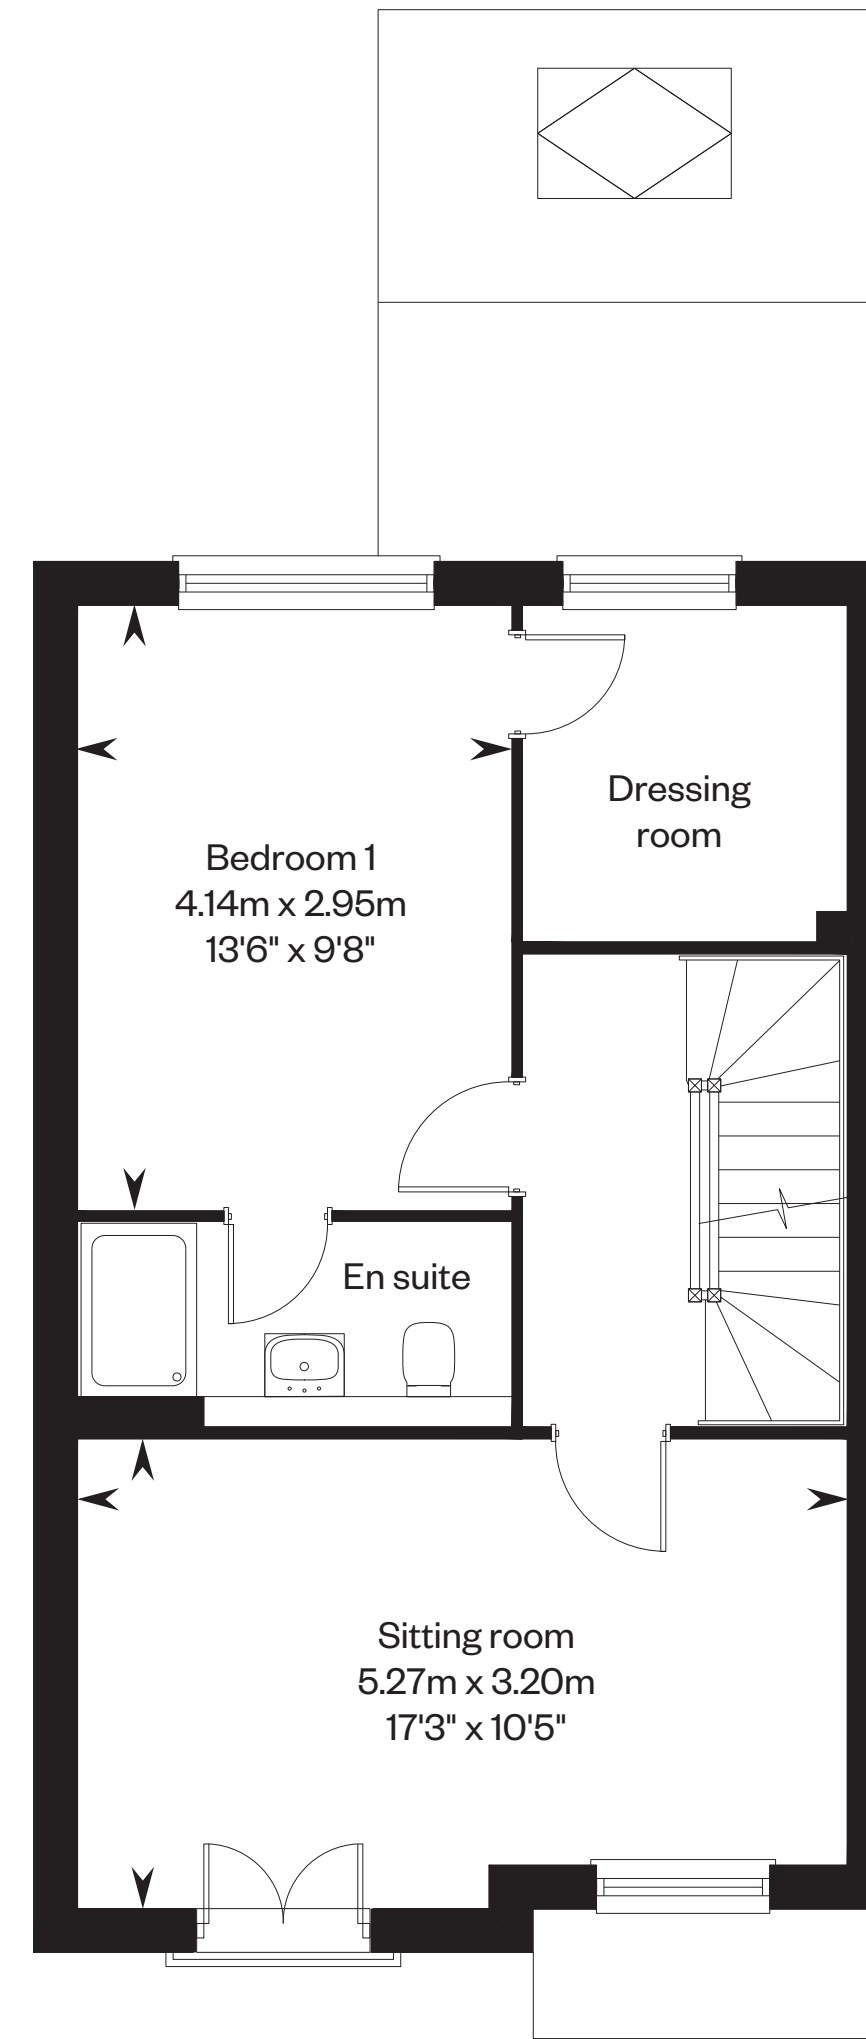 Dressing
room
Bedroom 1
4.14m x 2.95m
13'6" x 9'8"
En suite
Sitting room
5.27m x 3.20m
17'3" x 10'5"